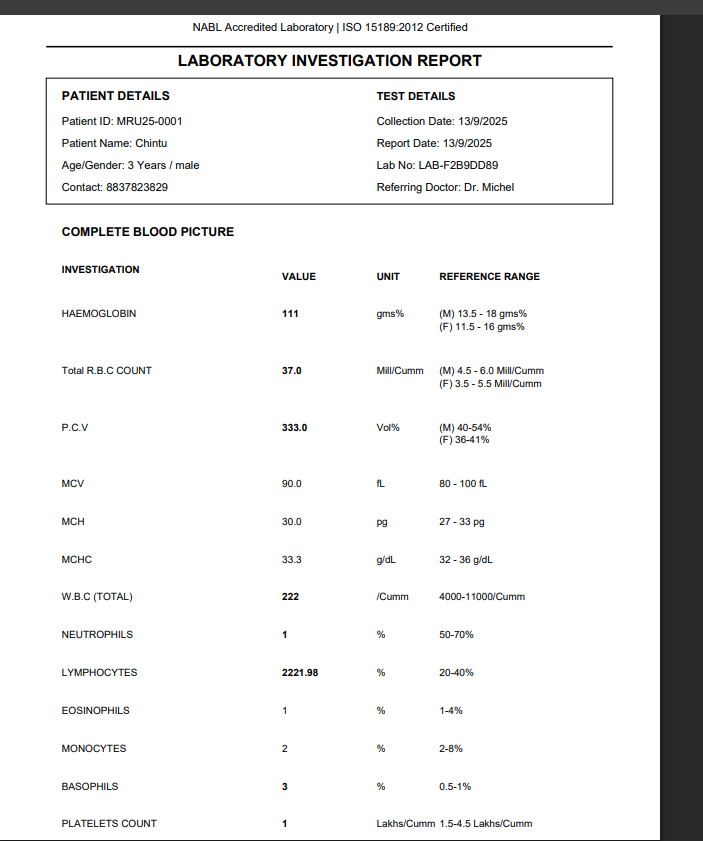 NABL Accredited Laboratory | ISO 15189:2012 Certified
LABORATORY INVESTIGATION REPORT
PATIENT DETAILS
Patient ID: MRU25-0001
Patient Name: Chintu
Age/Gender: 3 Years / male
Contact: 8837823829
TEST DETAILS
Collection Date: 13/9/2025
Report Date: 13/9/2025
Lab No: LAB-F2B9DD89
Referring Doctor: Dr. Michel
COMPLETE BLOOD PICTURE
INVESTIGATION VALUE UNIT REFERENCE RANGE
HAEMOGLOBIN 111 gms% (M) 13.5 - 18 gms%
(F) 11.5 - 16 gms%
Total R.B.C COUNT 37.0 Mill/Cumm (M) 4.5 - 6.0 Mill/Cumm
(F) 3.5 - 5.5 Mill/Cumm
P.C.V 333.0 Vol% (M) 40-54%
(F) 36-41%
MCV 90.0 fL 80 - 100 fL
MCH 30.0 pg 27 - 33 pg
MCHC 33.3 g/dL 32 - 36 g/dL
W.B.C (TOTAL) 222 /Cumm 4000-11000/Cumm
NEUTROPHILS 1 % 50-70%
LYMPHOCYTES 2221.98 % 20-40%
EOSINOPHILS 1 % 1-4%
MONOCYTES 2 % 2-8%
BASOPHILS 3 % 0.5-1%
PLATELETS COUNT 1 Lakhs/Cumm 1.5-4.5 Lakhs/Cumm